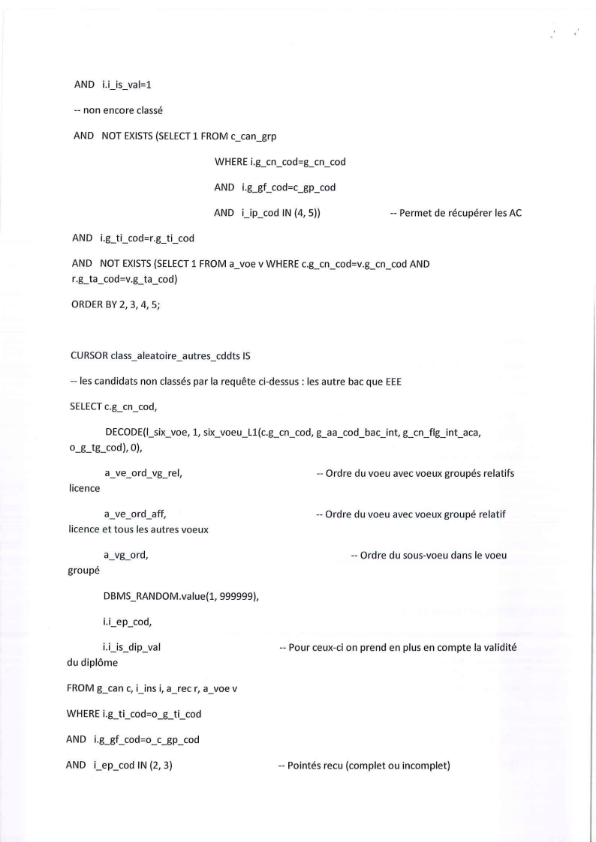 AND i.i_is_val=1
-- non encore classé
AND NOT EXISTS (SELECT 1 FROM c_can_grp
WHERE i.g_cn_cod=g_cn_cod
AND i.g_gf_cod=c_gp_cod
AND i_ip_cod IN (4, 5)) -- Permet de récupérer les AC
AND i.g_ti_cod=r.g_ti_cod
AND NOT EXISTS (SELECT 1 FROM a_voe v WHERE c.g_cn_cod=v.g_cn_cod AND
r.g_ta_cod=v.g_ta_cod)
ORDER BY 2, 3, 4, 5;
CURSOR class_aleatoire_autres_cddts IS
-- les candidats non classés par la requête ci-dessus : les autre bac que EEE
SELECT c.g_cn_cod,
DECODE(l_six_voe, 1, six_voeu_L1(c.g_cn_cod, g_aa_cod_bac_int, g_cn_flg_int_aca,
o_g_tg_cod), 0),
a_ve_ord_vg_rel, -- Ordre du voeu avec voeux groupés relatifs
licence
a_ve_ord_aff, -- Ordre du voeu avec voeux groupé relatif
licence et tous les autres voeux
a_vg_ord, -- Ordre du sous-voeu dans le voeu
groupé
DBMS_RANDOM.value(1, 999999),
i.i_ep_cod,
i.i_is_dip_val -- Pour ceux-ci on prend en plus en compte la validité
du diplôme
FROM g_can c, i_ins i, a_rec r, a_voe v
WHERE i.g_ti_cod=o_g_ti_cod
AND i.g_gf_cod=o_c_gp_cod
AND i_ep_cod IN (2, 3) -- Pointés recu (complet ou incomplet)